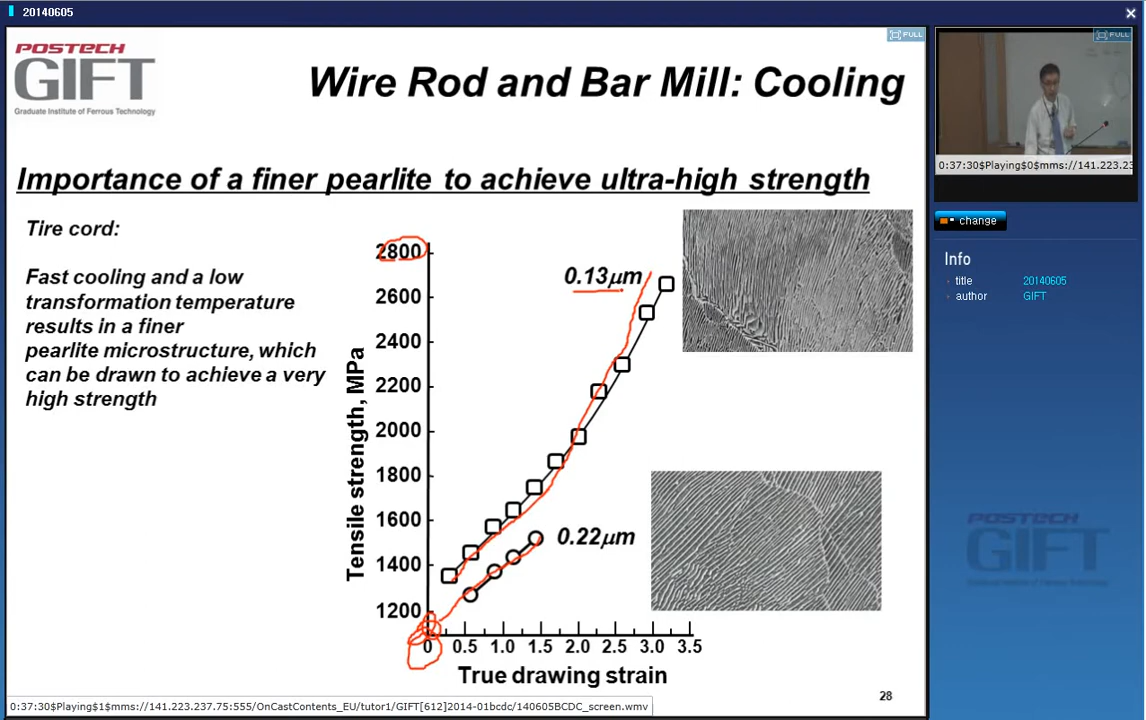 20140605
POSTECH
GIFT
Graduate Institute of Ferrous Technology
FULL
Wire Rod and Bar Mill: Cooling
Importance of a finer pearlite to achieve ultra-high strength
Tire cord:
Fast cooling and a low
transformation temperature
results in a finer
pearlite microstructure, which
can be drawn to achieve a very
high strength
Tensile strength, MPa
2800
2600
2400
2200
2000
1800
1600
1400
1200
0.13μm
0.22μm
0 0.5 1.0 1.5 2.0 2.5 3.0 3.5
True drawing strain
28
0:37:30$Playing$1$mms://141.223.237.75:555/OnCastContents_EU/tutor1/GIFT[612]2014-01bcdc/140605BCDC_screen.wmv
FULL
0:37:30$Playing$0$mms://141.223.23
change
Info
title 20140605
author GIFT
POSTECH
GIFT